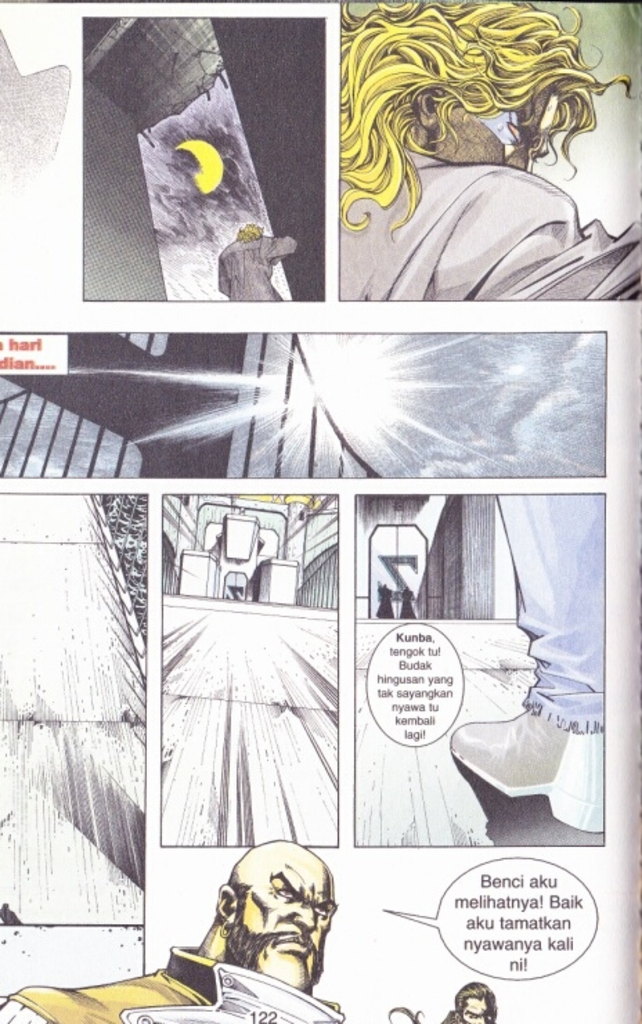 hari
dian....
Kunba,
tengok tu!
Budak
hingusan yang
tak sayangkan
nyawa tu
kembali
lagi!
Benci aku
melihatnya! Baik
aku tamatkan
nyawanya kali
ni!
122